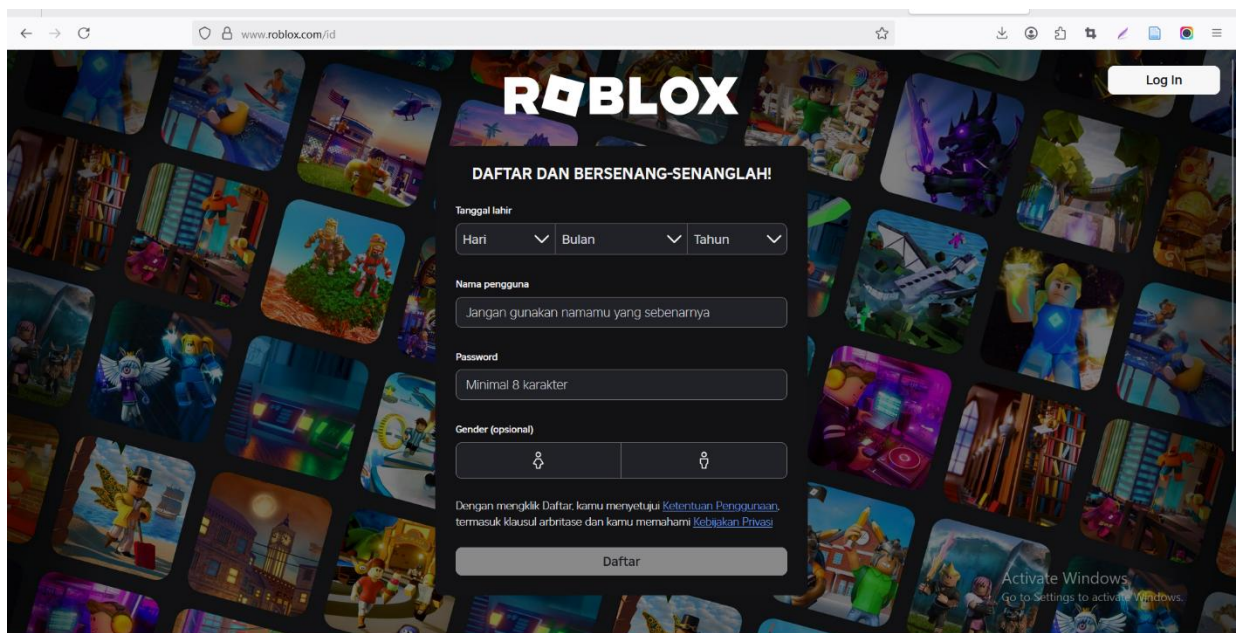 www.roblox.com/id
ROBLOX
Log In
DAFTAR DAN BERSENANG-SENANGLAH!
Tanggal lahir
Hari Bulan Tahun
Nama pengguna
Jangan gunakan namamu yang sebenarnya
Password
Minimal 8 karakter
Gender (opsional)
Dengan mengklik Daftar, kamu menyetujui Ketentuan Penggunaan,
termasuk klausul arbritase dan kamu memahami Kebijakan Privasi
Daftar
Activate Windows
Go to Settings to activate Windows.